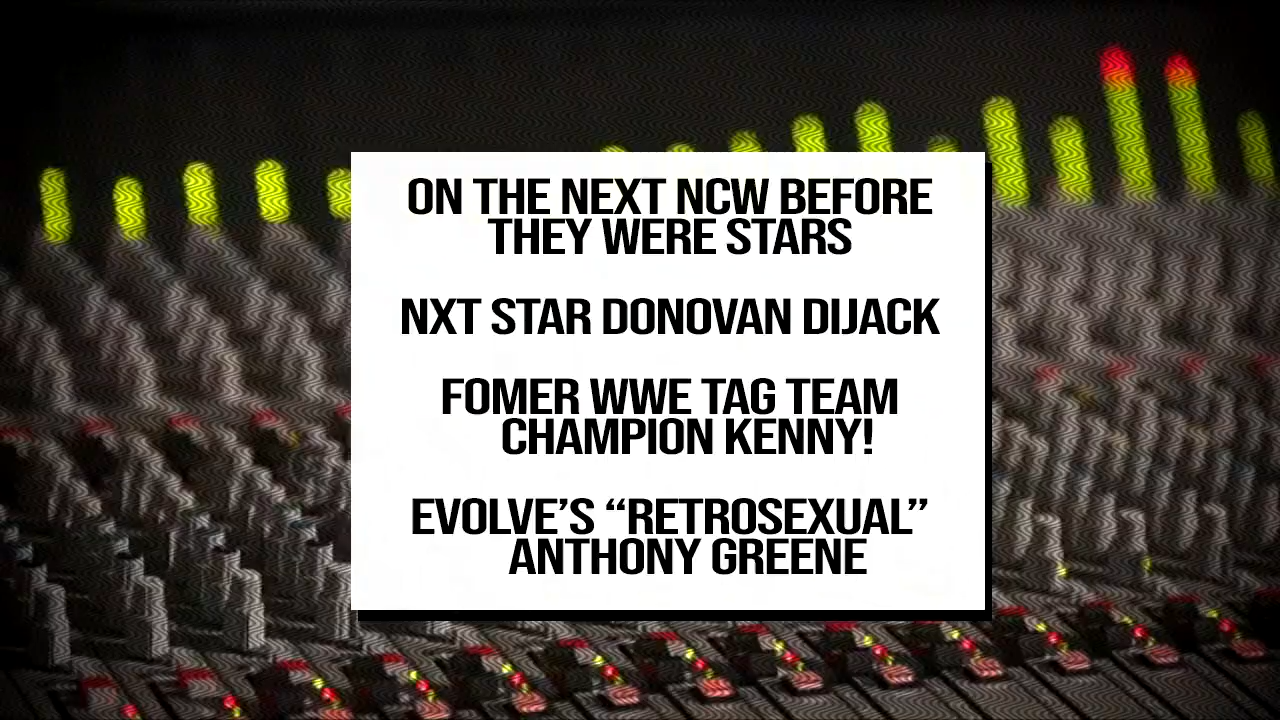 ON THE NEXT NCW BEFORE
THEY WERE STARS
NXT STAR DONOVAN DIJACK
FOMER WWE TAG TEAM
CHAMPION KENNY!
EVOLVE’S “RETROSEXUAL”
ANTHONY GREENE